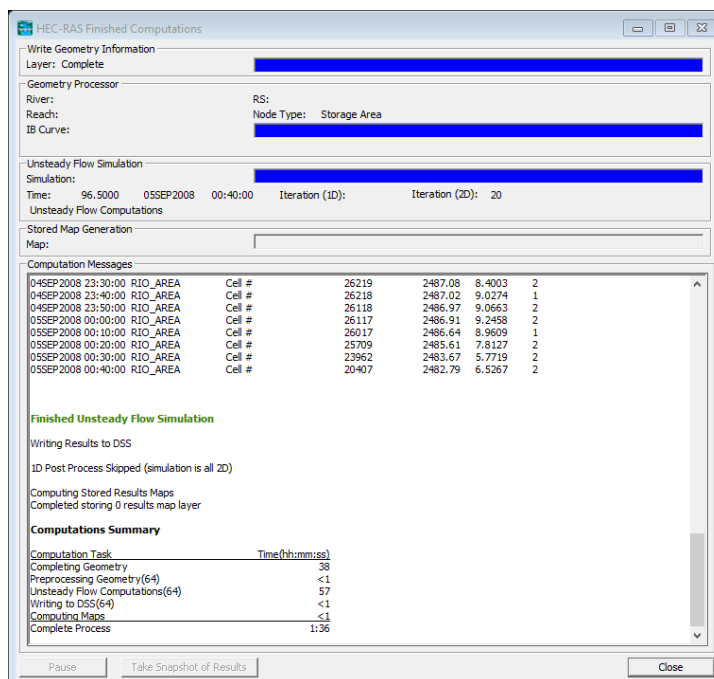 HEC-RAS Finished Computations
Write Geometry Information
Layer: Complete
Geometry Processor
River: RS:
Reach: Node Type: Storage Area
IB Curve:
Unsteady Flow Simulation
Simulation:
Time: 96.5000 05SEP2008 00:40:00 Iteration (1D): Iteration (2D): 20
Unsteady Flow Computations
Stored Map Generation
Map:
Computation Messages
04SEP2008 23:30:00 RIO_AREA Cell # 26219 2487.08 8.4003 2
04SEP2008 23:40:00 RIO_AREA Cell # 26218 2487.02 9.0274 1
04SEP2008 23:50:00 RIO_AREA Cell # 26118 2486.97 9.0663 2
05SEP2008 00:00:00 RIO_AREA Cell # 26117 2486.91 9.2458 2
05SEP2008 00:10:00 RIO_AREA Cell # 26017 2486.64 8.9609 1
05SEP2008 00:20:00 RIO_AREA Cell # 25709 2485.61 7.8127 2
05SEP2008 00:30:00 RIO_AREA Cell # 23962 2483.67 5.7719 2
05SEP2008 00:40:00 RIO_AREA Cell # 20407 2482.79 6.5267 2
Finished Unsteady Flow Simulation
Writing Results to DSS
1D Post Process Skipped (simulation is all 2D)
Computing Stored Results Maps
Completed storing 0 results map layer
Computations Summary
Computation Task Time(hh:mm:ss)
Completing Geometry 38
Preprocessing Geometry(64) <1
Unsteady Flow Computations(64) 57
Writing to DSS(64) <1
Computing Maps <1
Complete Process 1:36
Pause Take Snapshot of Results Close